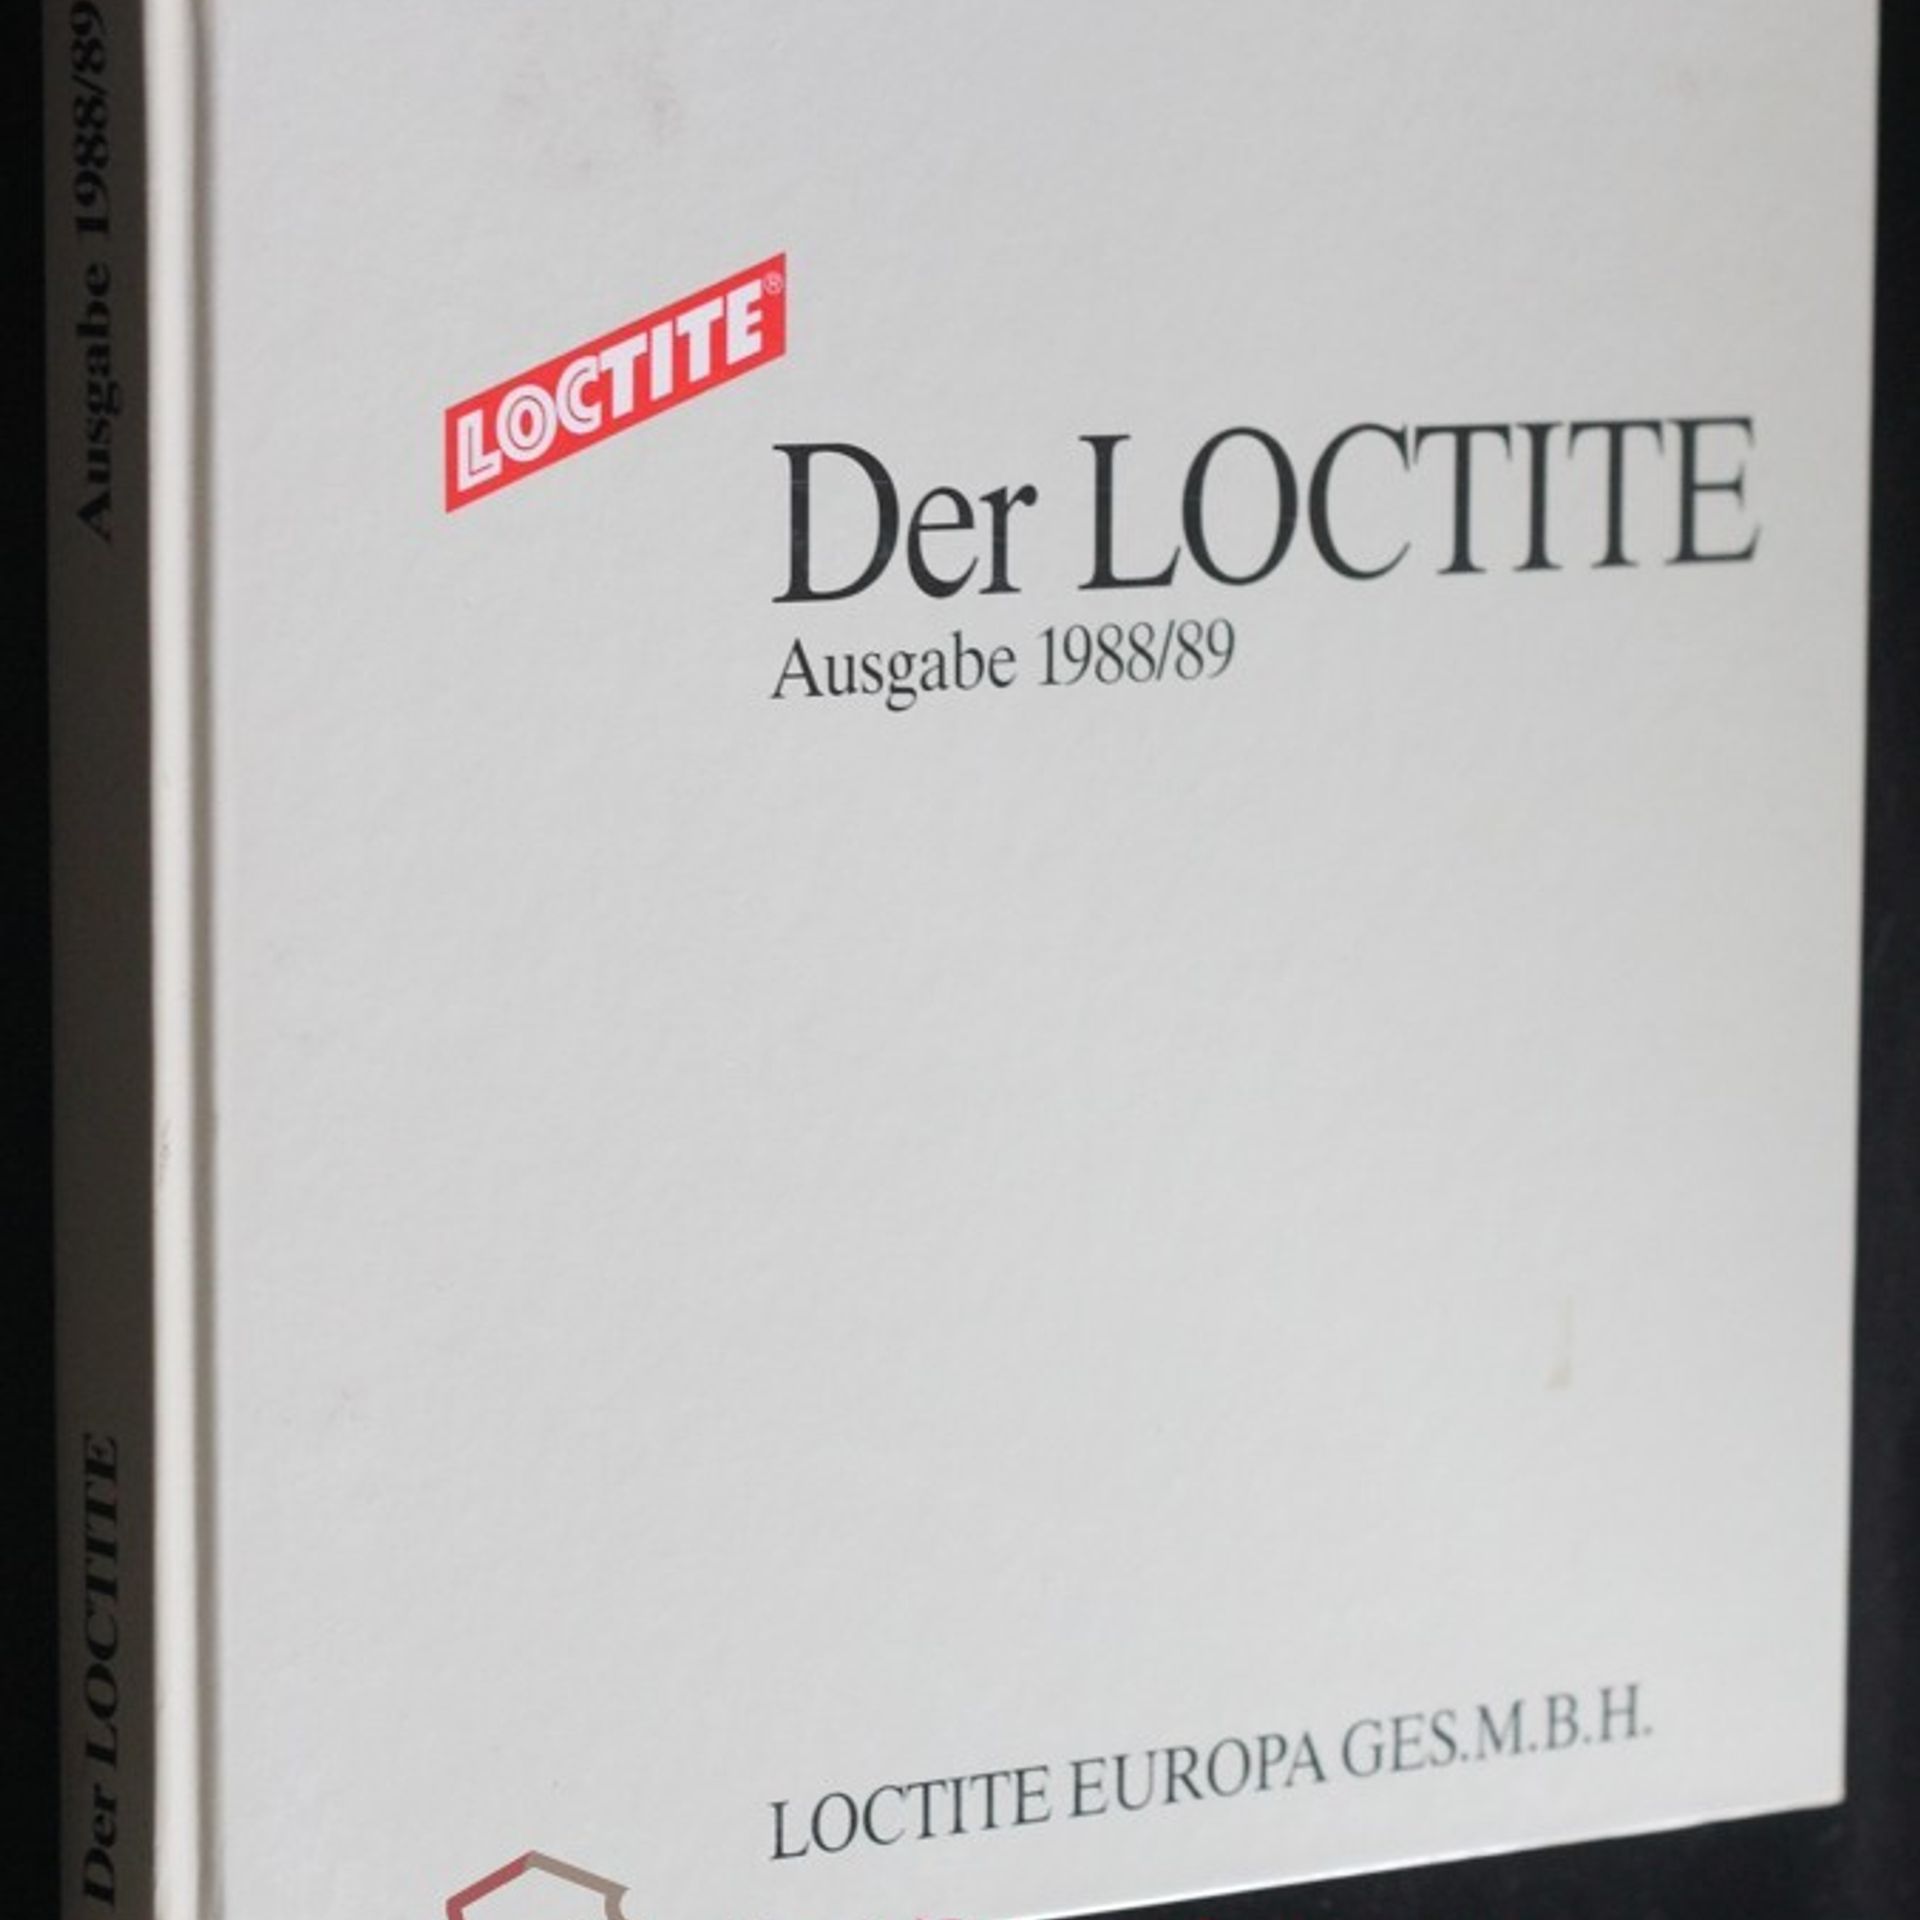 LOCTITE®
Der LOCTITE
Ausgabe 1988/89
LOCTITE EUROPA GES.M.B.H.
Der LOCTITE Ausgabe 1988/89